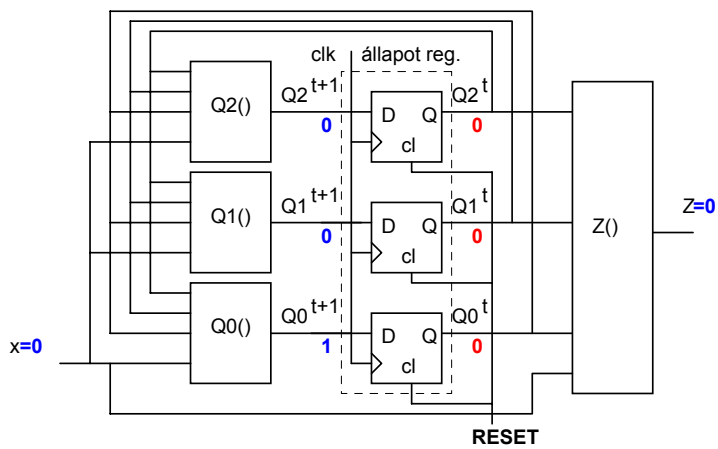 clk állapot reg.
Q2() Q2 t+1 D Q Q2 t
0 cl 0
Q1() Q1 t+1 D Q Q1 t Z=0
0 cl 0 Z()
Q0() Q0 t+1 D Q Q0 t
x=0 1 cl 0
RESET